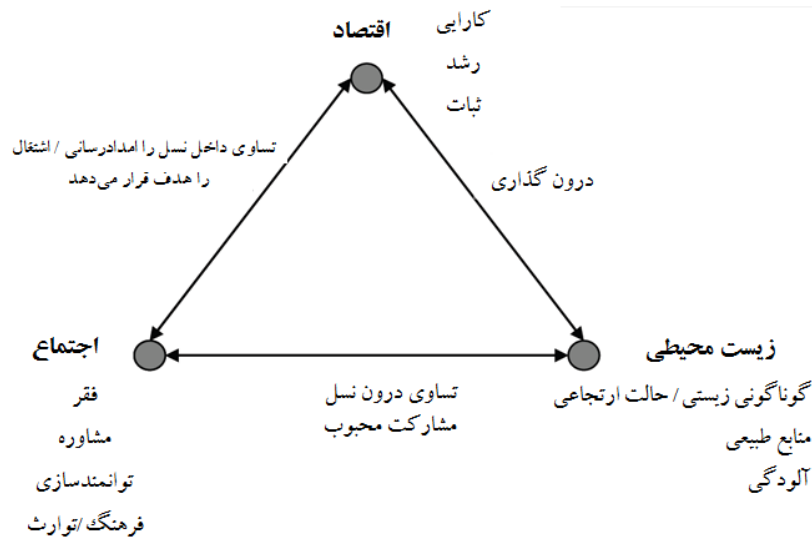 اقتصاد
کارایی
رشد
ثبات
تساوی داخل نسل را امدادرسانی / اشتغال
را هدف قرار می‌دهد
درون گذاری
اجتماع
فقر
مشاوره
توانمندسازی
فرهنگ /توارث
تساوی درون نسل
مشارکت محبوب
زیست محیطی
گوناگونی زیستی / حالت ارتجاعی
منابع طبیعی
آلودگی